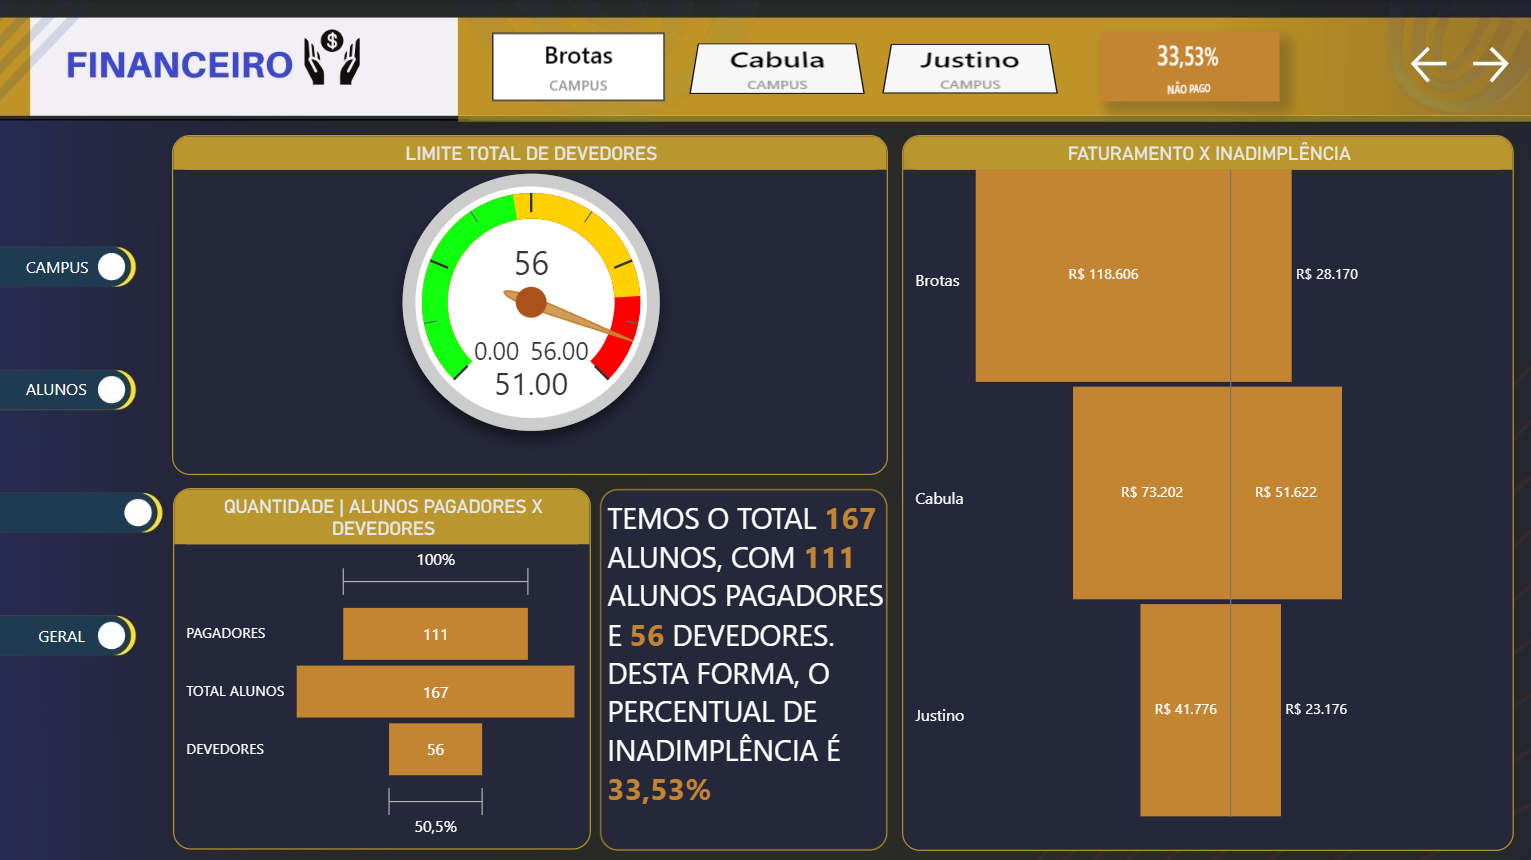 FINANCEIRO
$
Brotas
CAMPUS
Cabula
CAMPUS
Justino
CAMPUS
33,53%
NÃO PAGO
CAMPUS
ALUNOS
GERAL
LIMITE TOTAL DE DEVEDORES
56
0.00 56.00
51.00
QUANTIDADE | ALUNOS PAGADORES X
DEVEDORES
100%
PAGADORES 111
TOTAL ALUNOS 167
DEVEDORES 56
50,5%
TEMOS O TOTAL 167
ALUNOS, COM 111
ALUNOS PAGADORES
E 56 DEVEDORES.
DESTA FORMA, O
PERCENTUAL DE
INADIMPLÊNCIA É
33,53%
FATURAMENTO X INADIMPLÊNCIA
Brotas R$ 118.606 R$ 28.170
Cabula R$ 73.202 R$ 51.622
Justino R$ 41.776 R$ 23.176